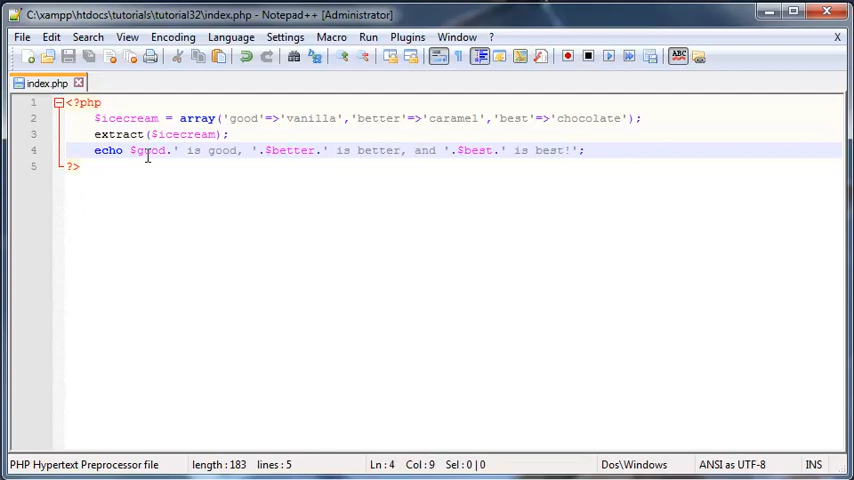 C:\xampp\htdocs\tutorials\tutorial32\index.php - Notepad++ [Administrator]
File Edit Search View Encoding Language Settings Macro Run Plugins Window ? X
index.php
1 <?php
2 $icecream = array('good'=>'vanilla','better'=>'caramel','best'=>'chocolate');
3 extract($icecream);
4 echo $good.' is good, '.$better.' is better, and '.$best.' is best!';
5 ?>
PHP Hypertext Preprocessor file length : 183 lines : 5 Ln : 4 Col : 9 Sel : 0 | 0 Dos\Windows ANSI as UTF-8 INS